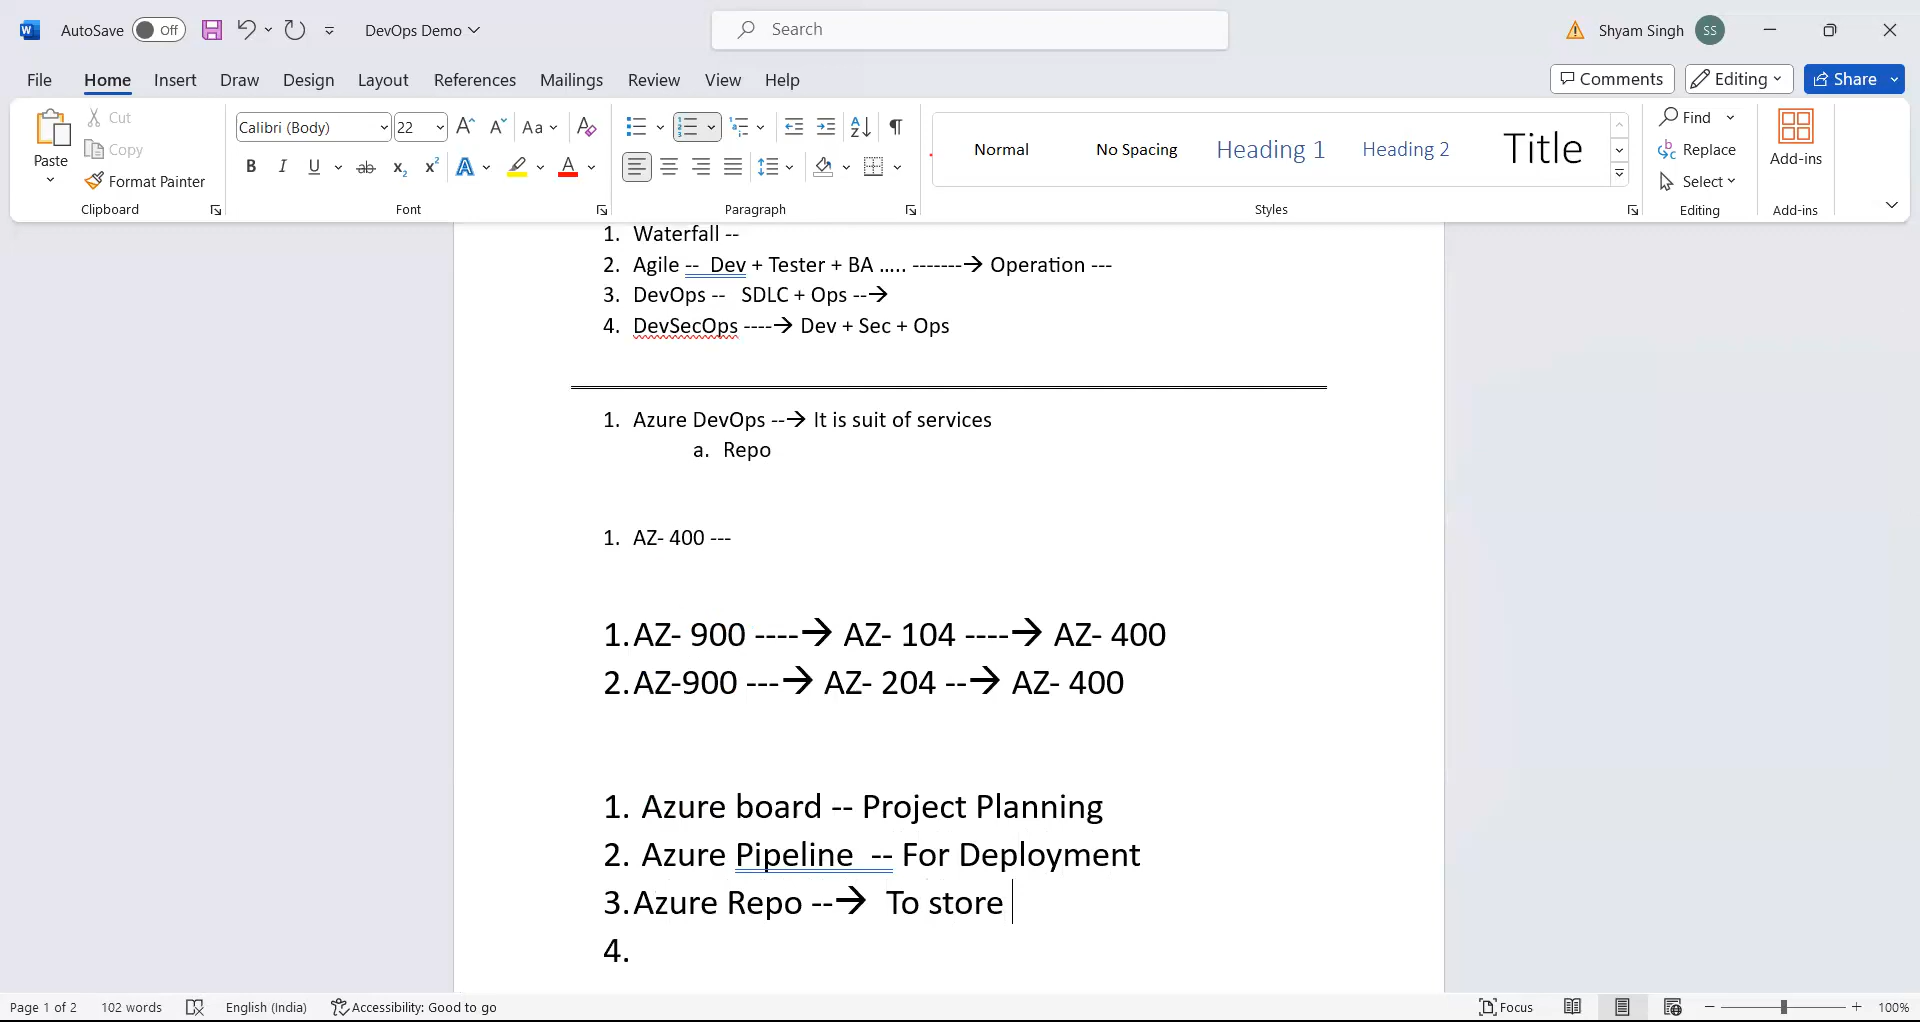 AutoSave Off DevOps Demo Search Shyam Singh SS
File Home Insert Draw Design Layout References Mailings Review View Help Comments Editing Share
Paste
Cut
Copy
Format Painter
Clipboard
Calibri (Body) 22
Font
Paragraph
Normal No Spacing Heading 1 Heading 2 Title
Styles
Find
Replace
Select
Editing
Add-ins
Add-ins
1. Waterfall --
2. Agile -- Dev + Tester + BA ..... -------→ Operation ---
3. DevOps -- SDLC + Ops --→
4. DevSecOps ----→ Dev + Sec + Ops
1. Azure DevOps --→ It is suit of services
a. Repo
1. AZ- 400 ---
1. AZ- 900 ----→ AZ- 104 ----→ AZ- 400
2. AZ-900 ---→ AZ- 204 --→ AZ- 400
1. Azure board -- Project Planning
2. Azure Pipeline -- For Deployment
3. Azure Repo --→ To store
4.
Page 1 of 2 102 words English (India) Accessibility: Good to go Focus 100%